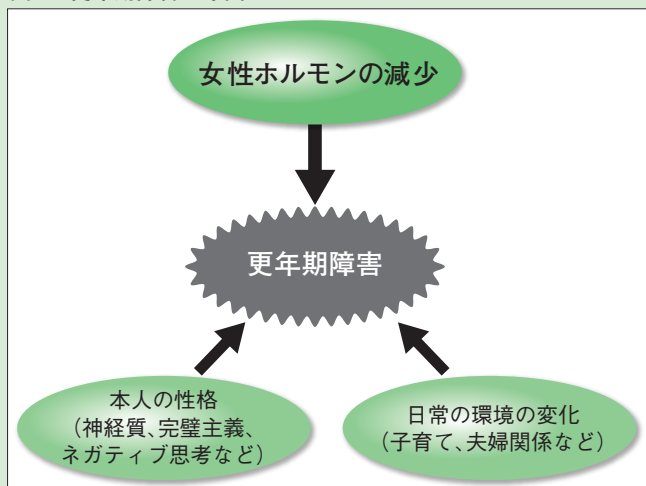 女性ホルモンの減少
更年期障害
本人の性格
（神経質、完璧主義、
ネガティブ思考など）
日常の環境の変化
（子育て、夫婦関係など）